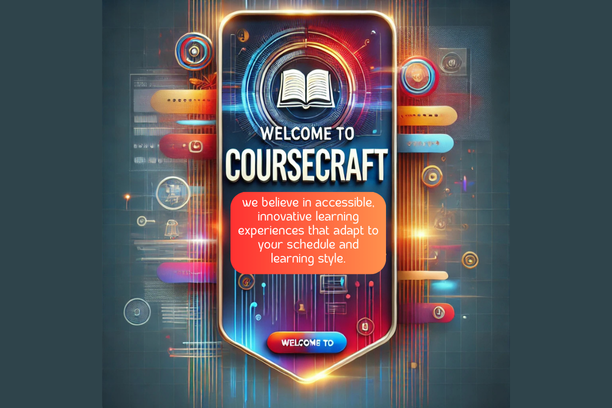 WELCOME TO
COURSECRAFT
we believe in accessible,
innovative learning
experiences that adapt to
your schedule and
learning style.
WELCOME TO